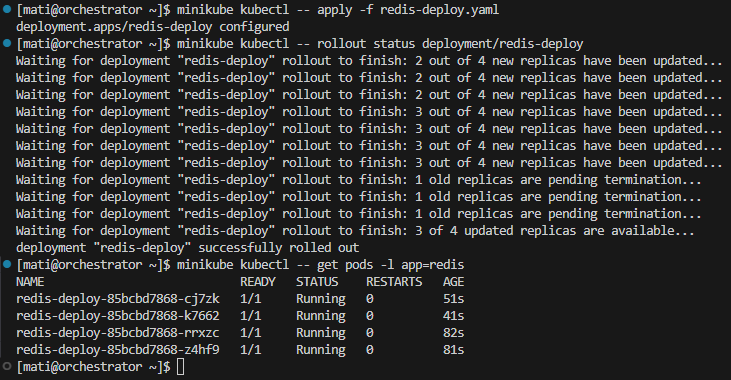 [mati@orchestrator ~]$ minikube kubectl -- apply -f redis-deploy.yaml
deployment.apps/redis-deploy configured
[mati@orchestrator ~]$ minikube kubectl -- rollout status deployment/redis-deploy
Waiting for deployment "redis-deploy" rollout to finish: 2 out of 4 new replicas have been updated...
Waiting for deployment "redis-deploy" rollout to finish: 2 out of 4 new replicas have been updated...
Waiting for deployment "redis-deploy" rollout to finish: 2 out of 4 new replicas have been updated...
Waiting for deployment "redis-deploy" rollout to finish: 3 out of 4 new replicas have been updated...
Waiting for deployment "redis-deploy" rollout to finish: 3 out of 4 new replicas have been updated...
Waiting for deployment "redis-deploy" rollout to finish: 3 out of 4 new replicas have been updated...
Waiting for deployment "redis-deploy" rollout to finish: 3 out of 4 new replicas have been updated...
Waiting for deployment "redis-deploy" rollout to finish: 1 old replicas are pending termination...
Waiting for deployment "redis-deploy" rollout to finish: 1 old replicas are pending termination...
Waiting for deployment "redis-deploy" rollout to finish: 1 old replicas are pending termination...
Waiting for deployment "redis-deploy" rollout to finish: 3 of 4 updated replicas are available...
deployment "redis-deploy" successfully rolled out
[mati@orchestrator ~]$ minikube kubectl -- get pods -l app=redis
NAME READY STATUS RESTARTS AGE
redis-deploy-85bcbd7868-cj7zk 1/1 Running 0 51s
redis-deploy-85bcbd7868-k7662 1/1 Running 0 41s
redis-deploy-85bcbd7868-rrxzc 1/1 Running 0 82s
redis-deploy-85bcbd7868-z4hf9 1/1 Running 0 81s
[mati@orchestrator ~]$